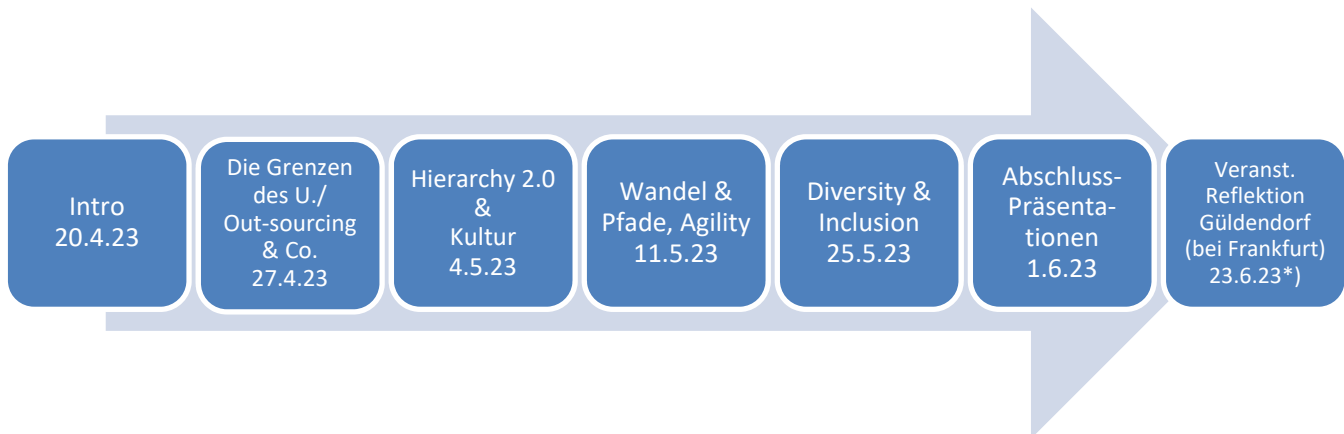 Intro
20.4.23
Die Grenzen
des U./
Out-sourcing
& Co.
27.4.23
Hierarchy 2.0
&
Kultur
4.5.23
Wandel &
Pfade, Agility
11.5.23
Diversity &
Inclusion
25.5.23
Abschluss-
Präsenta-
tionen
1.6.23
Veranst.
Reflektion
Güldendorf
(bei Frankfurt)
23.6.23*)